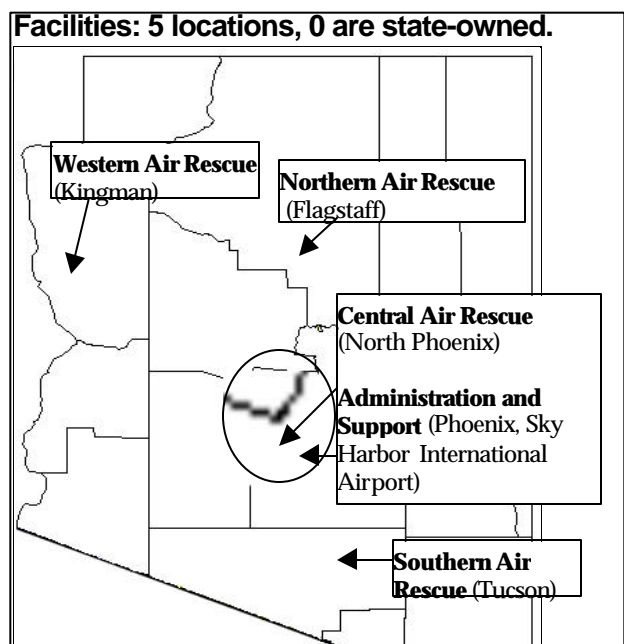 Facilities: 5 locations, 0 are state-owned.
Western Air Rescue
(Kingman)
Northern Air Rescue
(Flagstaff)
Central Air Rescue
(North Phoenix)
Administration and
Support (Phoenix, Sky
Harbor International
Airport)
Southern Air
Rescue (Tucson)